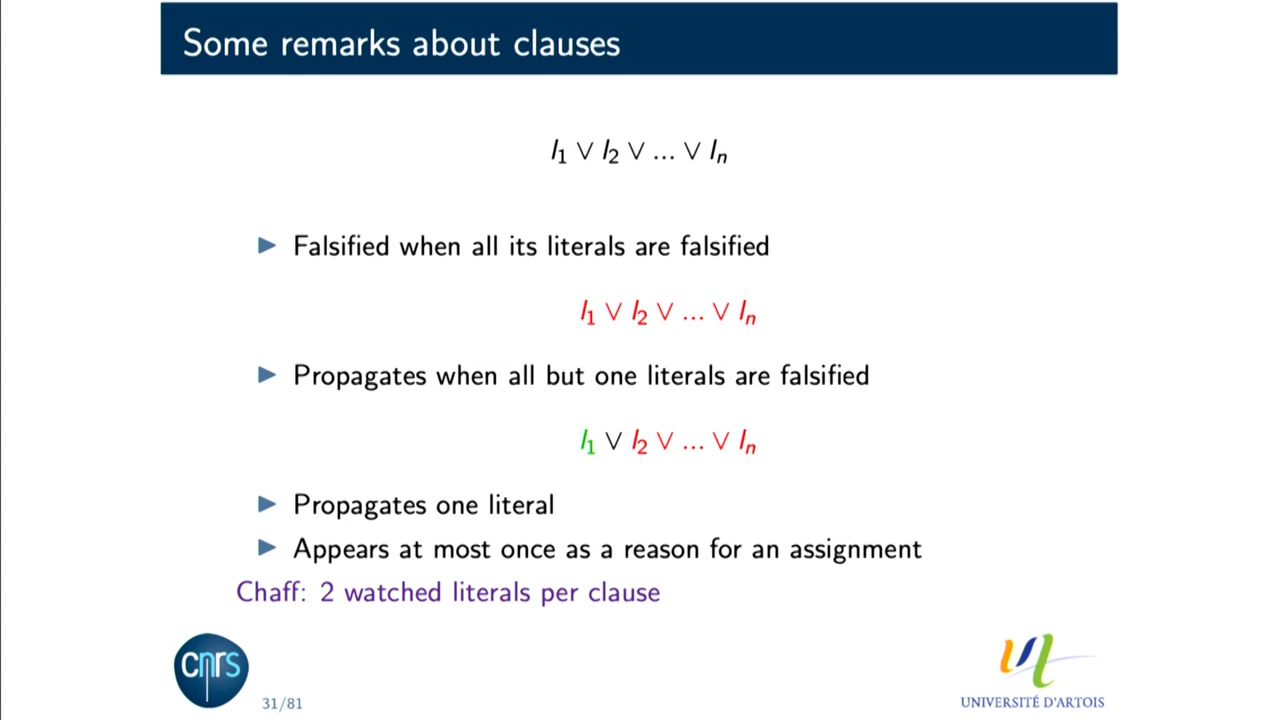 Some remarks about clauses
l₁ ∨ l₂ ∨ ... ∨ lₙ
▶ Falsified when all its literals are falsified
l₁ ∨ l₂ ∨ ... ∨ lₙ
▶ Propagates when all but one literals are falsified
l₁ ∨ l₂ ∨ ... ∨ lₙ
▶ Propagates one literal
▶ Appears at most once as a reason for an assignment
Chaff: 2 watched literals per clause
cnrs
31/81
UNIVERSITÉ D'ARTOIS